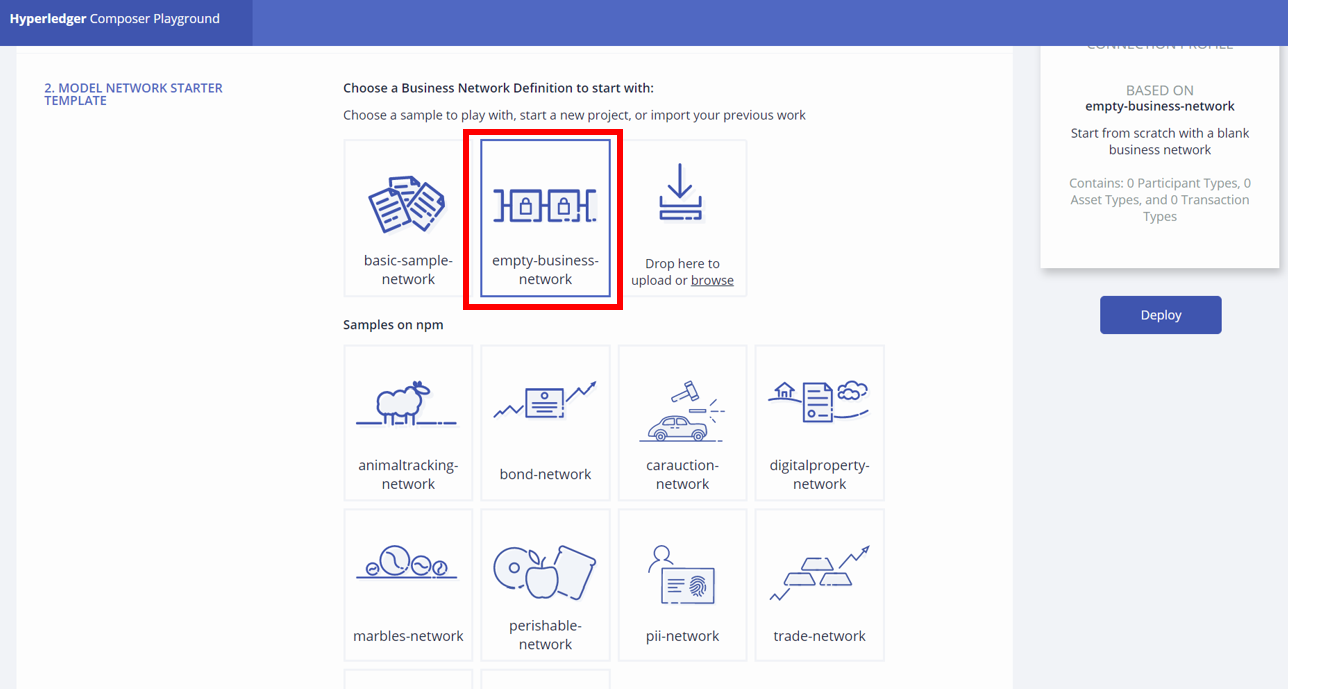 Hyperledger Composer Playground
2. MODEL NETWORK STARTER
TEMPLATE
Choose a Business Network Definition to start with:
Choose a sample to play with, start a new project, or import your previous work
basic-sample-
network
empty-business-
network
Drop here to
upload or browse
Samples on npm
animaltracking-
network
bond-network
carauction-
network
digitalproperty-
network
marbles-network
perishable-
network
pii-network
trade-network
CONNECTION PROFILE
BASED ON
empty-business-network
Start from scratch with a blank
business network
Contains: 0 Participant Types, 0
Asset Types, and 0 Transaction
Types
Deploy